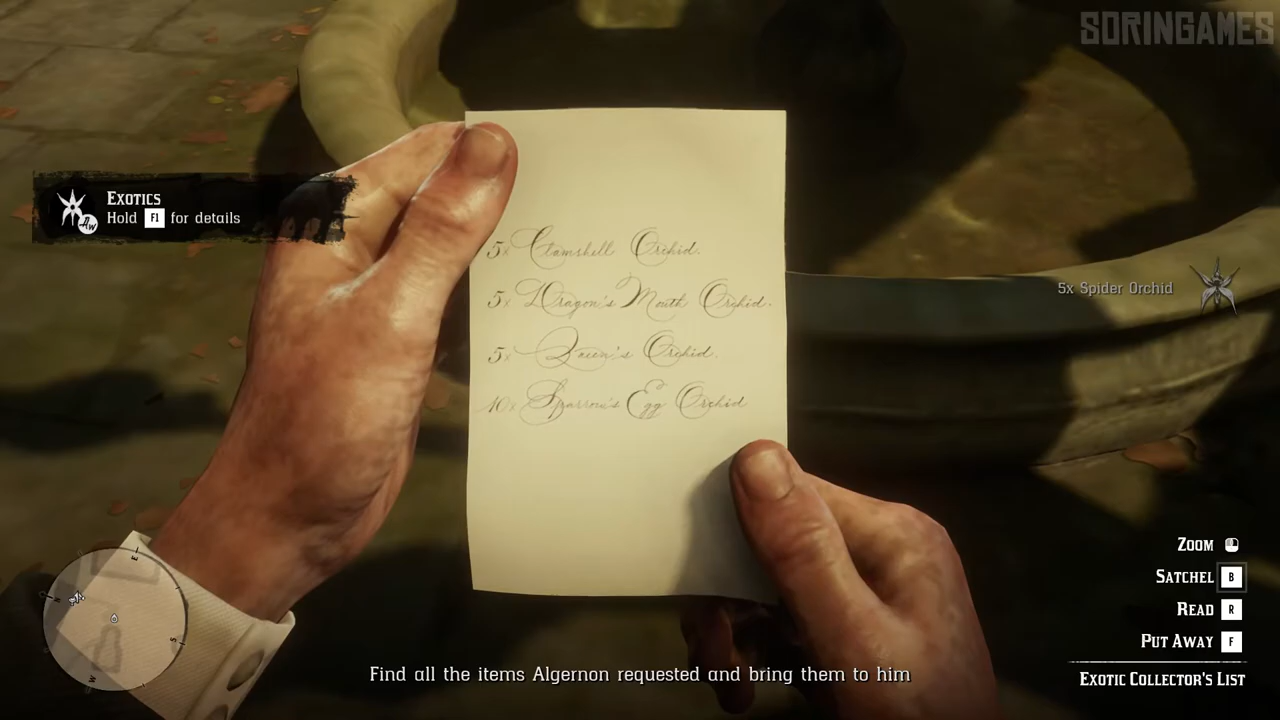 SORINGAMES
EXOTICS
Hold F1 for details
5x Clamshell Orchid.
5x Dragon's Mouth Orchid.
5x Queen's Orchid.
10x Sparrow's Egg Orchid
5x Spider Orchid
E
N
S
W
ZOOM
SATCHEL B
READ R
PUT AWAY F
Find all the items Algernon requested and bring them to him
EXOTIC COLLECTOR'S LIST